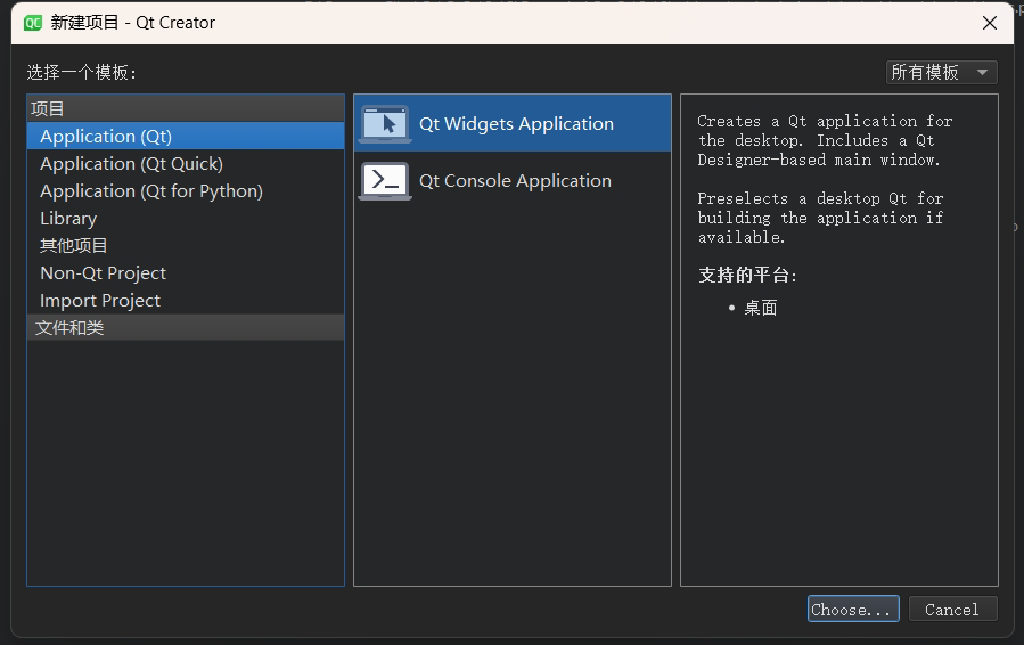 新建项目 - Qt Creator
选择一个模板:
所有模板
项目
Application (Qt)
Application (Qt Quick)
Application (Qt for Python)
Library
其他项目
Non-Qt Project
Import Project
文件和类
Qt Widgets Application
Qt Console Application
Creates a Qt application for
the desktop. Includes a Qt
Designer-based main window.
Preselects a desktop Qt for
building the application if
available.
支持的平台:
• 桌面
Choose...
Cancel